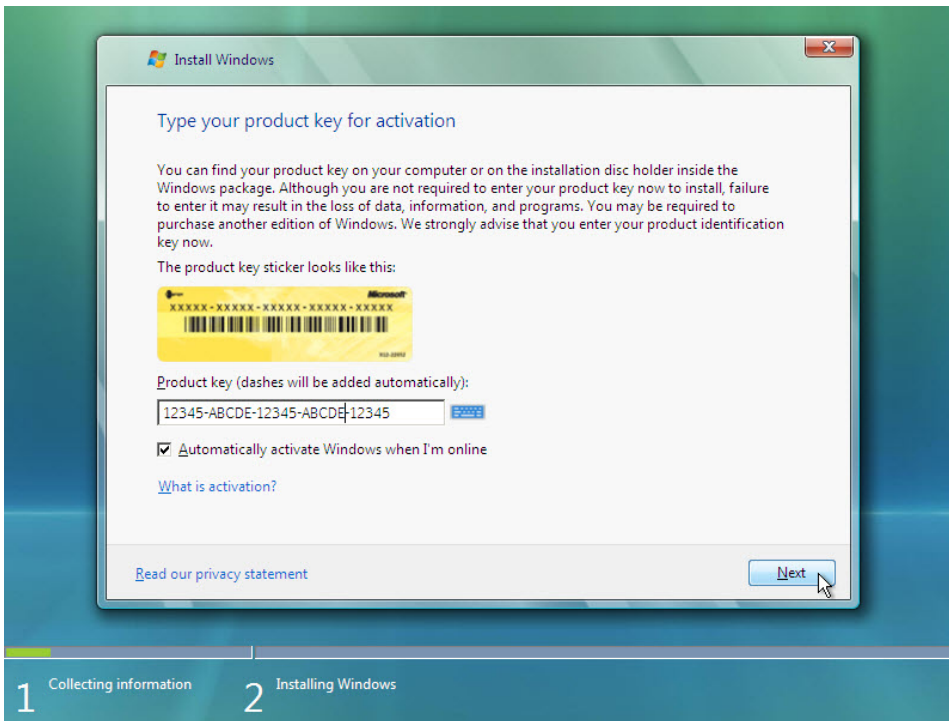 Install Windows
Type your product key for activation
You can find your product key on your computer or on the installation disc holder inside the
Windows package. Although you are not required to enter your product key now to install, failure
to enter it may result in the loss of data, information, and programs. You may be required to
purchase another edition of Windows. We strongly advise that you enter your product identification
key now.
The product key sticker looks like this:
Microsoft
XXXXX-XXXXX-XXXXX-XXXXX-XXXXX
Product key (dashes will be added automatically):
12345-ABCDE-12345-ABCDE-12345
Automatically activate Windows when I'm online
What is activation?
Read our privacy statement
Next
1 Collecting information
2 Installing Windows